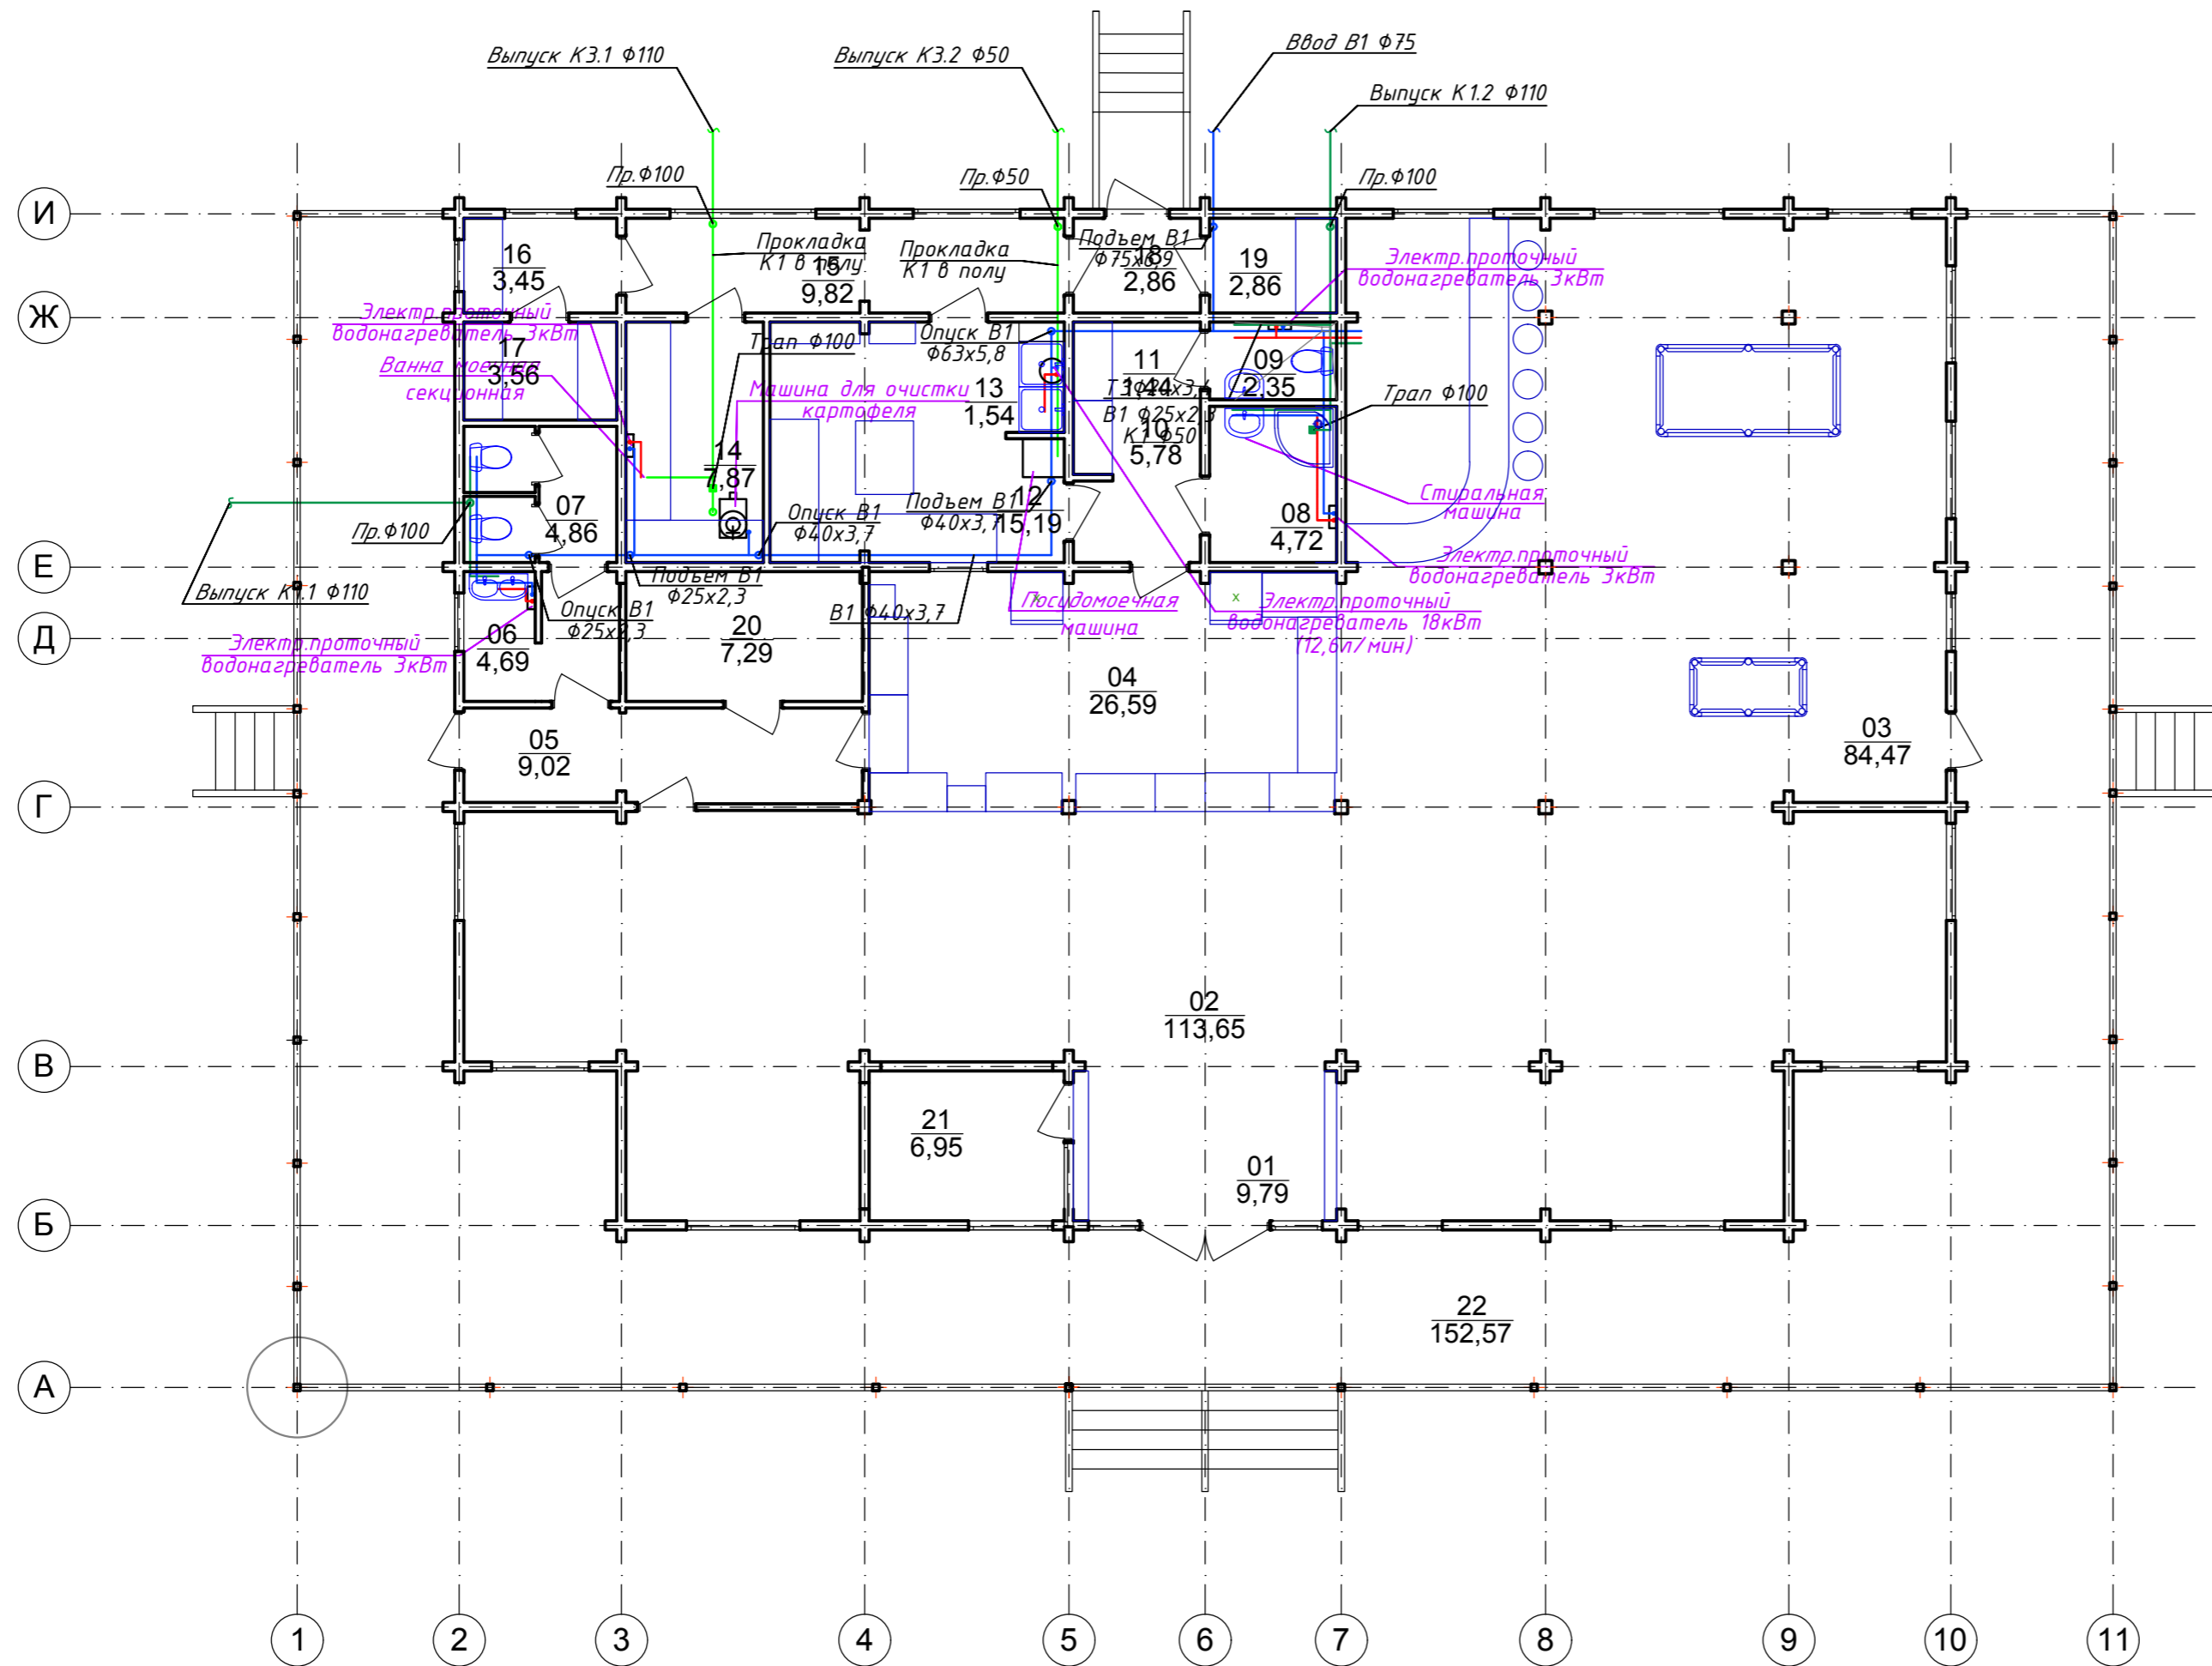 Выпуск К3.1 Ф110
Выпуск К3.2 Ф50
Ввод В1 Ф75
Выпуск К1.2 Ф110
Пр.Ф100
Пр.Ф50
Пр.Ф100
И
Прокладка
К1 в полу
Прокладка
К1 в полу
Подъем В1
Ф75х6,9
16
3,45
15
9,82
18
2,86
19
2,86
Электр.проточный
водонагреватель 3кВт
Ж
Электр.проточный
водонагреватель 3кВт
Ванна моечная
секционная
17
3,56
Трап Ф100
Машина для очистки
картофеля
Опуск В1
Ф63х5,8
13
1,54
11
1,44
09
2,35
Трап Ф100
В1 Ф25х2,3
К1 Ф50
10
5,78
14
7,87
07
4,86
Пр.Ф100
Опуск В1
Ф40х3,7
Подъем В1
Ф40х3,7
12
15,19
08
4,72
Стиральная
машина
Е
Выпуск К1.1 Ф110
Подъем В1
Ф25х2,3
Опуск В1
Ф25х2,3
В1 Ф40х3,7
Посудомоечная
машина
Электр.проточный
водонагреватель 18кВт
(12,6л/мин)
Электр.проточный
водонагреватель 3кВт
Д
Электр.проточный
водонагреватель 3кВт
06
4,69
20
7,29
04
26,59
05
9,02
03
84,47
Г
02
113,65
В
21
6,95
01
9,79
Б
22
152,57
А
1
2
3
4
5
6
7
8
9
10
11